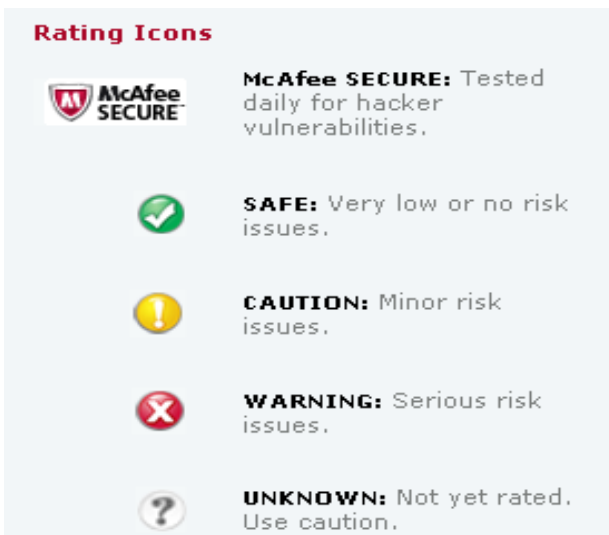 Rating Icons
McAfee
SECURE
McAfee SECURE: Tested
daily for hacker
vulnerabilities.
SAFE: Very low or no risk
issues.
CAUTION: Minor risk
issues.
WARNING: Serious risk
issues.
?
UNKNOWN: Not yet rated.
Use caution.